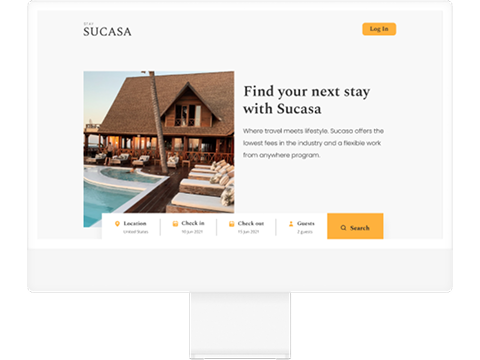 STAY
SUCASA
Log In
Find your next stay
with Sucasa
Where travel meets lifestyle. Sucasa offers the
lowest fees in the industry and a flexible work
from anywhere program.
Location
United States
Check in
10 jun 2021
Check out
11 jun 2021
Guests
2 guests
Search